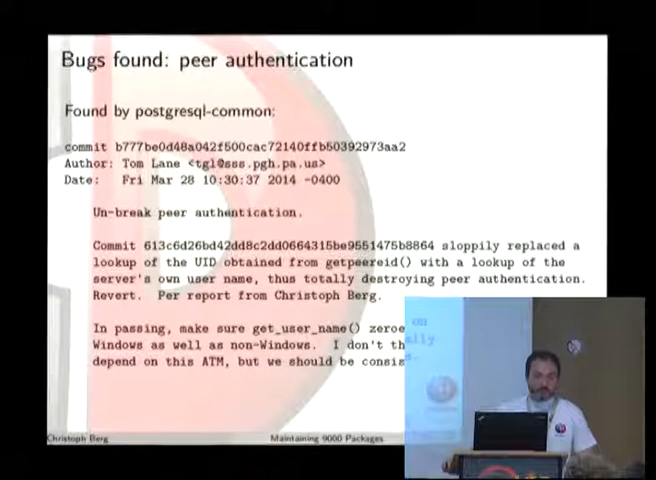 Bugs found: peer authentication
Found by postgresql-common:
commit b777be0d48a042f500cac72140ffb50392973aa2
Author: Tom Lane <tgl@sss.pgh.pa.us>
Date: Fri Mar 28 10:30:37 2014 -0400
Un-break peer authentication.
Commit 613c6d26bd42dd8c2dd0664315be9551475b8864 sloppily replaced a
lookup of the UID obtained from getpeereid() with a lookup of the
server's own user name, thus totally destroying peer authentication.
Revert. Per report from Christoph Berg.
In passing, make sure get_user_name() zeroe
Windows as well as non-Windows. I don't th
depend on this ATM, but we should be consis
Christoph Berg
Maintaining 9000 Packages